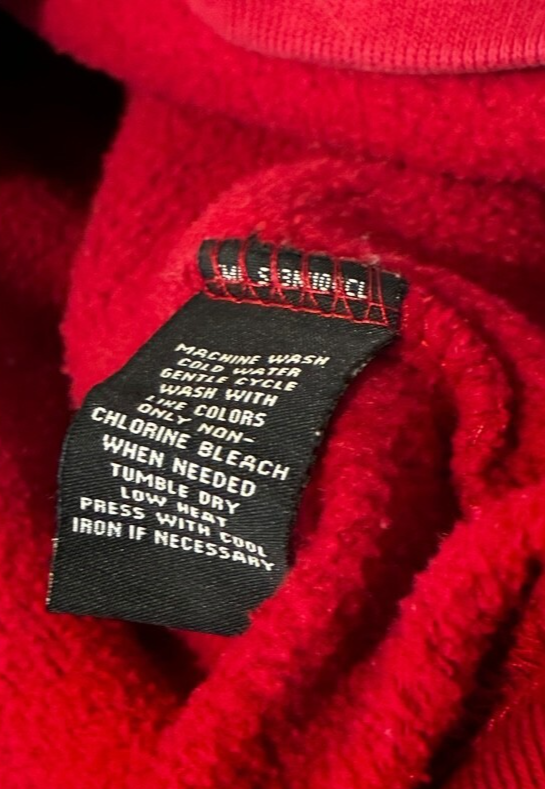 MACHINE WASH
COLD WATER
GENTLE CYCLE
WASH WITH
LIKE COLORS
ONLY NON-
CHLORINE BLEACH
WHEN NEEDED
TUMBLE DRY
LOW HEAT
PRESS WITH COOL
IRON IF NECESSARY